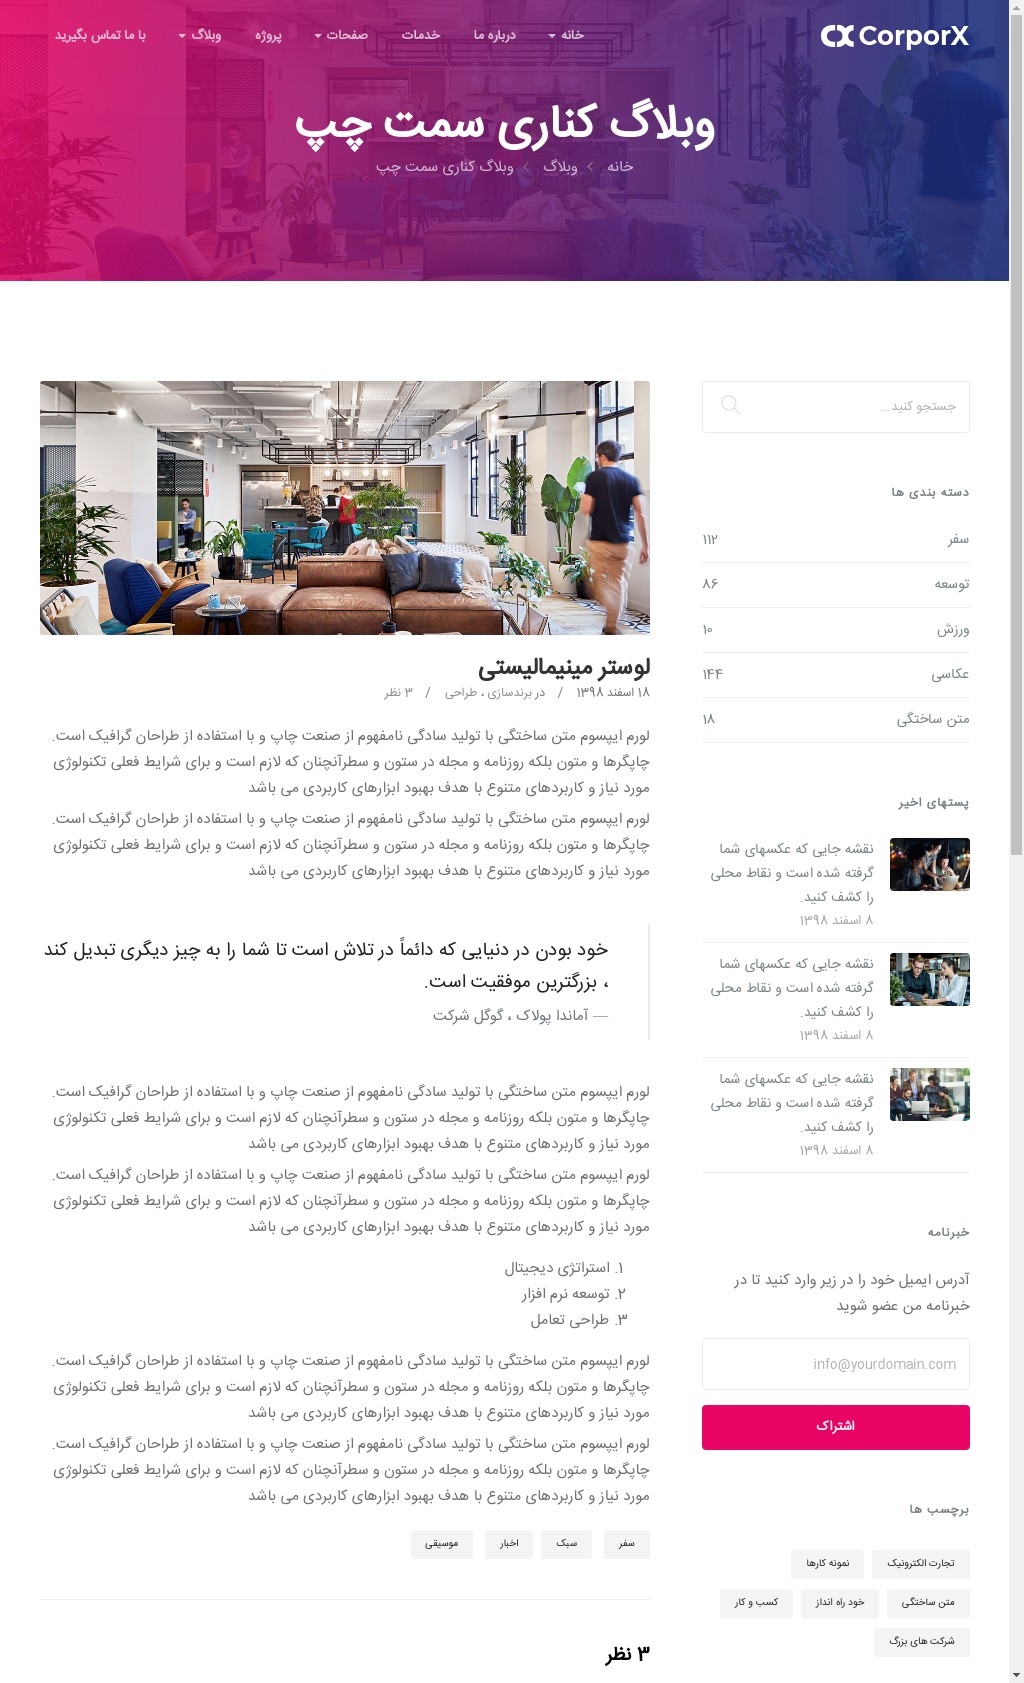 CorporX
خانه
درباره ما
خدمات
صفحات
پروژه
وبلاگ
با ما تماس بگیرید
وبلاگ کناری سمت چپ
خانه
وبلاگ
وبلاگ کناری سمت چپ
جستجو کنید...
دسته بندی ها
سفر ۱۱۲
توسعه ۸۶
ورزش ۱۰
عکاسی ۱۴۴
متن ساختگی ۱۸
پستهای اخیر
نقشه جایی که عکسهای شما
گرفته شده است و نقاط محلی
را کشف کنید.
۸ اسفند ۱۳۹۸
نقشه جایی که عکسهای شما
گرفته شده است و نقاط محلی
را کشف کنید.
۸ اسفند ۱۳۹۸
نقشه جایی که عکسهای شما
گرفته شده است و نقاط محلی
را کشف کنید.
۸ اسفند ۱۳۹۸
خبرنامه
آدرس ایمیل خود را در زیر وارد کنید تا در
خبرنامه من عضو شوید
info@yourdomain.com
اشتراک
برچسب ها
تجارت الکترونیک
نمونه کارها
متن ساختگی
خود راه انداز
کسب و کار
شرکت های بزرگ
لوستر مینیمالیستی
۱۸ اسفند ۱۳۹۸ / در برندسازی ، طراحی / ۳ نظر
لورم ایپسوم متن ساختگی با تولید سادگی نامفهوم از صنعت چاپ و با استفاده از طراحان گرافیک است.
چاپگرها و متون بلکه روزنامه و مجله در ستون و سطرآنچنان که لازم است و برای شرایط فعلی تکنولوژی
مورد نیاز و کاربردهای متنوع با هدف بهبود ابزارهای کاربردی می باشد
لورم ایپسوم متن ساختگی با تولید سادگی نامفهوم از صنعت چاپ و با استفاده از طراحان گرافیک است.
چاپگرها و متون بلکه روزنامه و مجله در ستون و سطرآنچنان که لازم است و برای شرایط فعلی تکنولوژی
مورد نیاز و کاربردهای متنوع با هدف بهبود ابزارهای کاربردی می باشد
خود بودن در دنیایی که دائماً در تلاش است تا شما را به چیز دیگری تبدیل کند
، بزرگترین موفقیت است.
— آماندا پولاک ، گوگل شرکت
لورم ایپسوم متن ساختگی با تولید سادگی نامفهوم از صنعت چاپ و با استفاده از طراحان گرافیک است.
چاپگرها و متون بلکه روزنامه و مجله در ستون و سطرآنچنان که لازم است و برای شرایط فعلی تکنولوژی
مورد نیاز و کاربردهای متنوع با هدف بهبود ابزارهای کاربردی می باشد
لورم ایپسوم متن ساختگی با تولید سادگی نامفهوم از صنعت چاپ و با استفاده از طراحان گرافیک است.
چاپگرها و متون بلکه روزنامه و مجله در ستون و سطرآنچنان که لازم است و برای شرایط فعلی تکنولوژی
مورد نیاز و کاربردهای متنوع با هدف بهبود ابزارهای کاربردی می باشد
۱. استراتژی دیجیتال
۲. توسعه نرم افزار
۳. طراحی تعامل
لورم ایپسوم متن ساختگی با تولید سادگی نامفهوم از صنعت چاپ و با استفاده از طراحان گرافیک است.
چاپگرها و متون بلکه روزنامه و مجله در ستون و سطرآنچنان که لازم است و برای شرایط فعلی تکنولوژی
مورد نیاز و کاربردهای متنوع با هدف بهبود ابزارهای کاربردی می باشد
لورم ایپسوم متن ساختگی با تولید سادگی نامفهوم از صنعت چاپ و با استفاده از طراحان گرافیک است.
چاپگرها و متون بلکه روزنامه و مجله در ستون و سطرآنچنان که لازم است و برای شرایط فعلی تکنولوژی
مورد نیاز و کاربردهای متنوع با هدف بهبود ابزارهای کاربردی می باشد
سفر
سبک
اخبار
موسیقی
۳ نظر